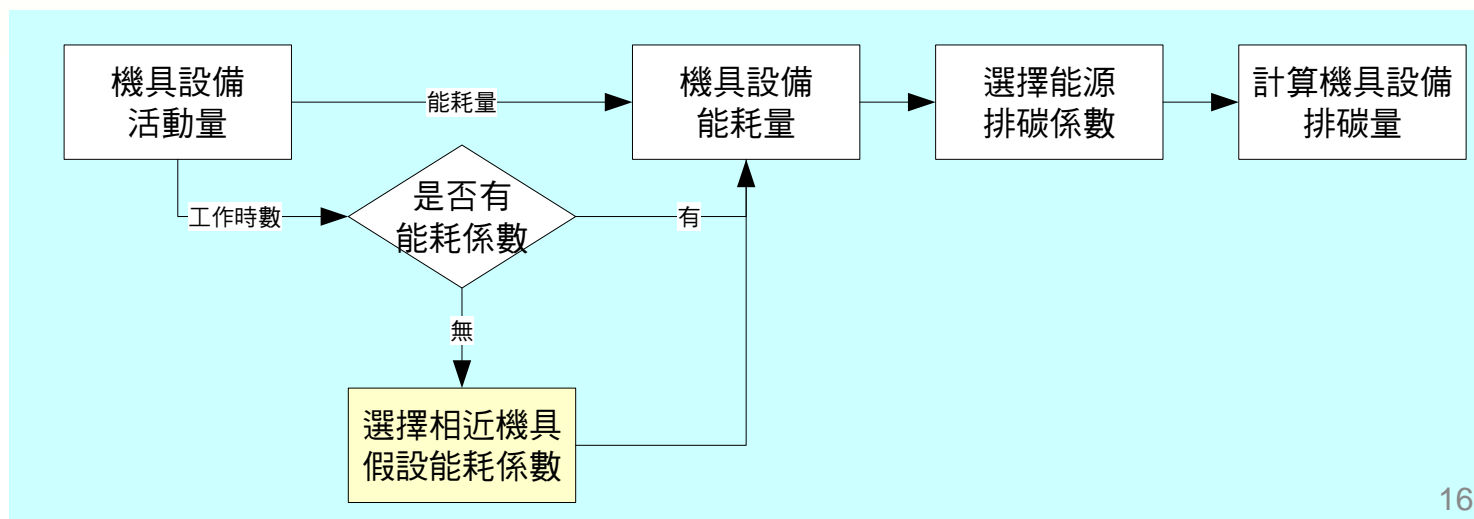 機具設備
活動量
能耗量
機具設備
能耗量
選擇能源
排碳係數
計算機具設備
排碳量
工作時數
是否有
能耗係數
有
無
選擇相近機具
假設能耗係數
16